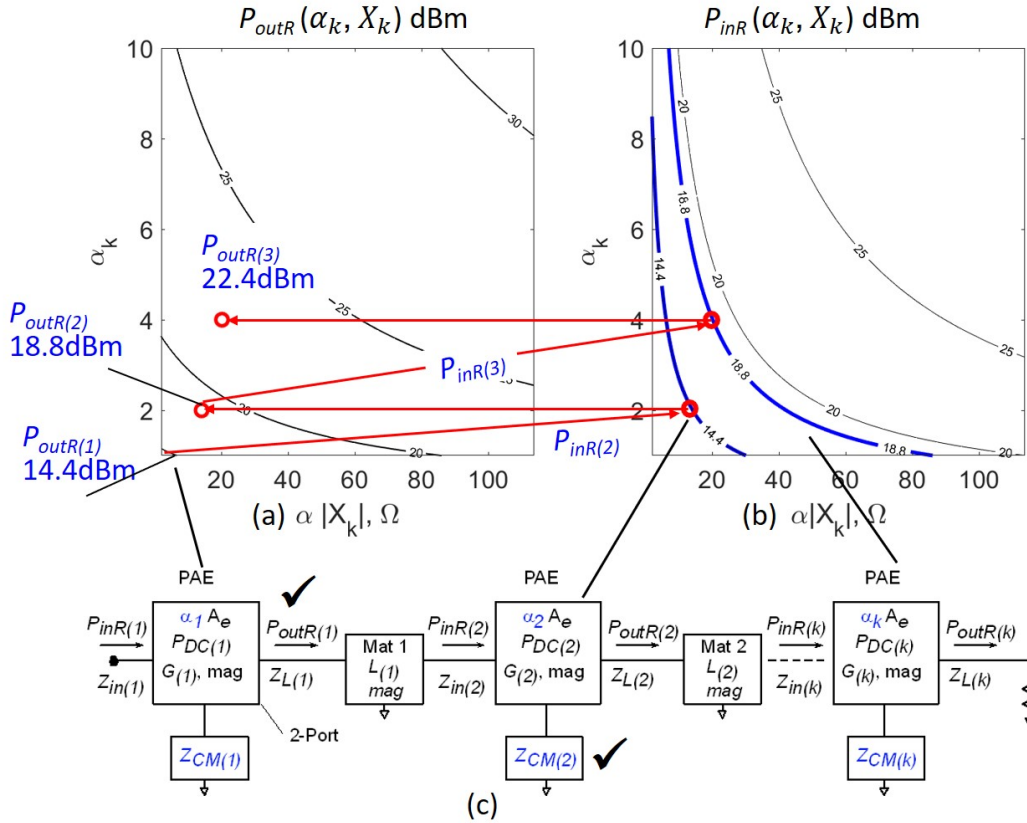 P_outR (α_k, X_k) dBm
P_inR (α_k, X_k) dBm
10
8
6
4
2
α_k
20 40 60 80 100
(a) α |X_k|, Ω
30
25
25
20
20
P_outR(3)
22.4dBm
P_outR(2)
18.8dBm
P_outR(1)
14.4dBm
P_inR(3)
P_inR(2)
10
8
6
4
2
α_k
20 40 60 80 100
(b) α|X_k|, Ω
20
18.8
14.4
25
20
18.8
25
14.4
18.8
20
PAE
PAE
PAE
P_inR(1)
Z_in(1)
α_1 A_e
P_DC(1)
G_(1), mag
P_outR(1)
Z_L(1)
Mat 1
L_(1)
mag
P_inR(2)
Z_in(2)
α_2 A_e
P_DC(2)
G_(2), mag
P_outR(2)
Z_L(2)
Mat 2
L_(2)
mag
P_inR(k)
Z_in(k)
α_k A_e
P_DC(k)
G_(k), mag
P_outR(k)
Z_L(k)
2-Port
Z_CM(1)
Z_CM(2)
Z_CM(k)
(c)